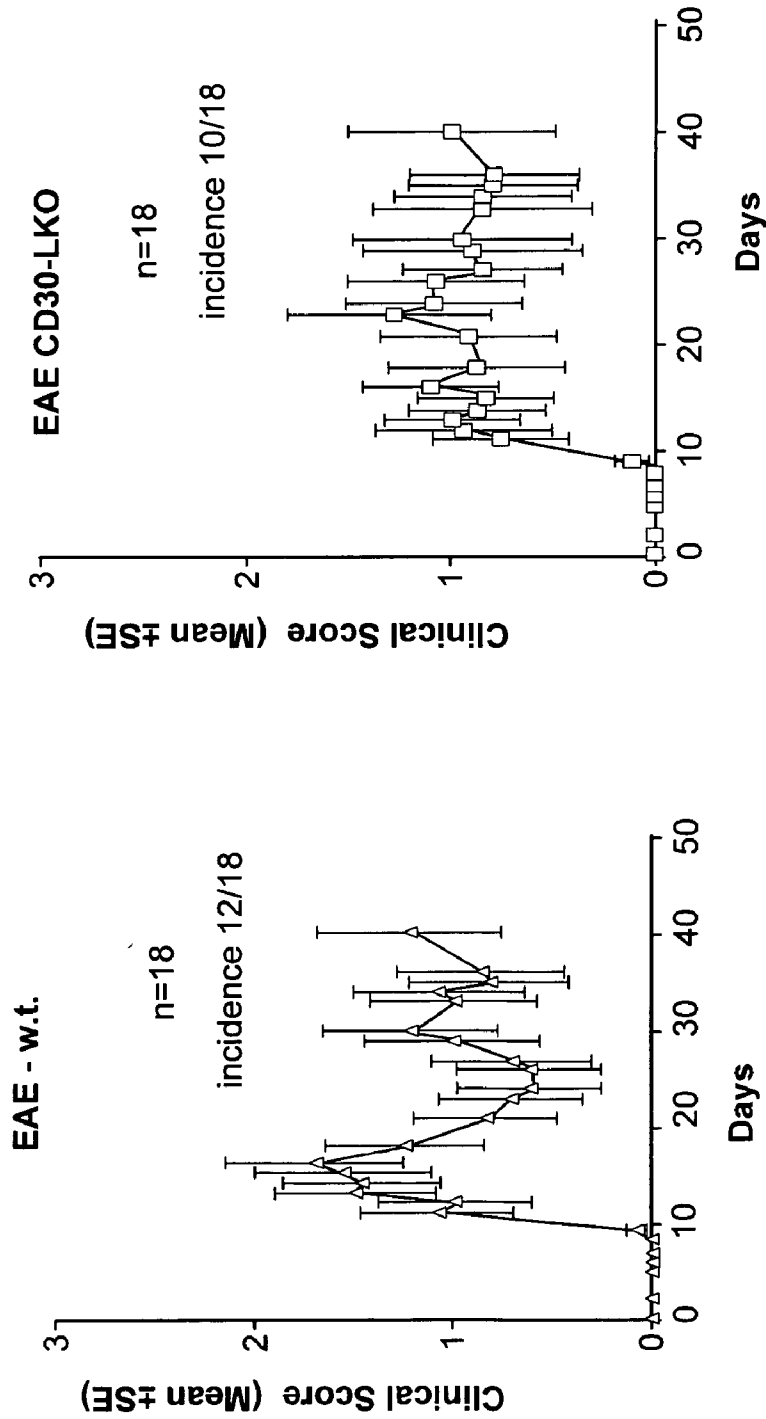 EAE - w.t.
n=18
incidence 12/18
3
2
1
0
Clinical Score (Mean ±SE)
0
10
20
30
40
50
Days
EAE CD30-LKO
n=18
incidence 10/18
3
2
1
0
Clinical Score (Mean ±SE)
0
10
20
30
40
50
Days